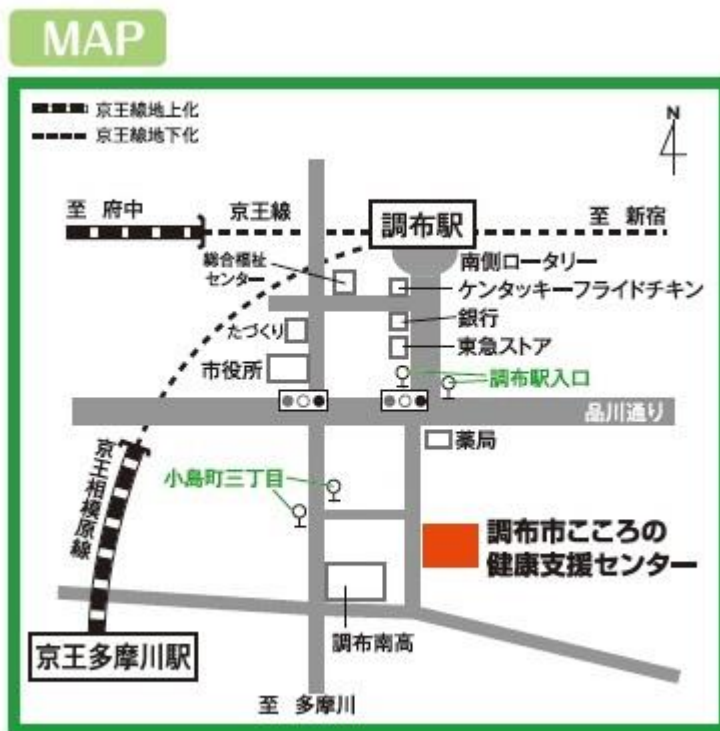 MAP
京王線地上化
京王線地下化
N
至 府中
京王線
調布駅
至 新宿
総合福祉
センター
南側ロータリー
ケンタッキーフライドチキン
たづくり
銀行
市役所
東急ストア
調布駅入口
品川通り
薬局
京王相模原線
小島町三丁目
調布市こころの
健康支援センター
京王多摩川駅
調布南高
至 多摩川